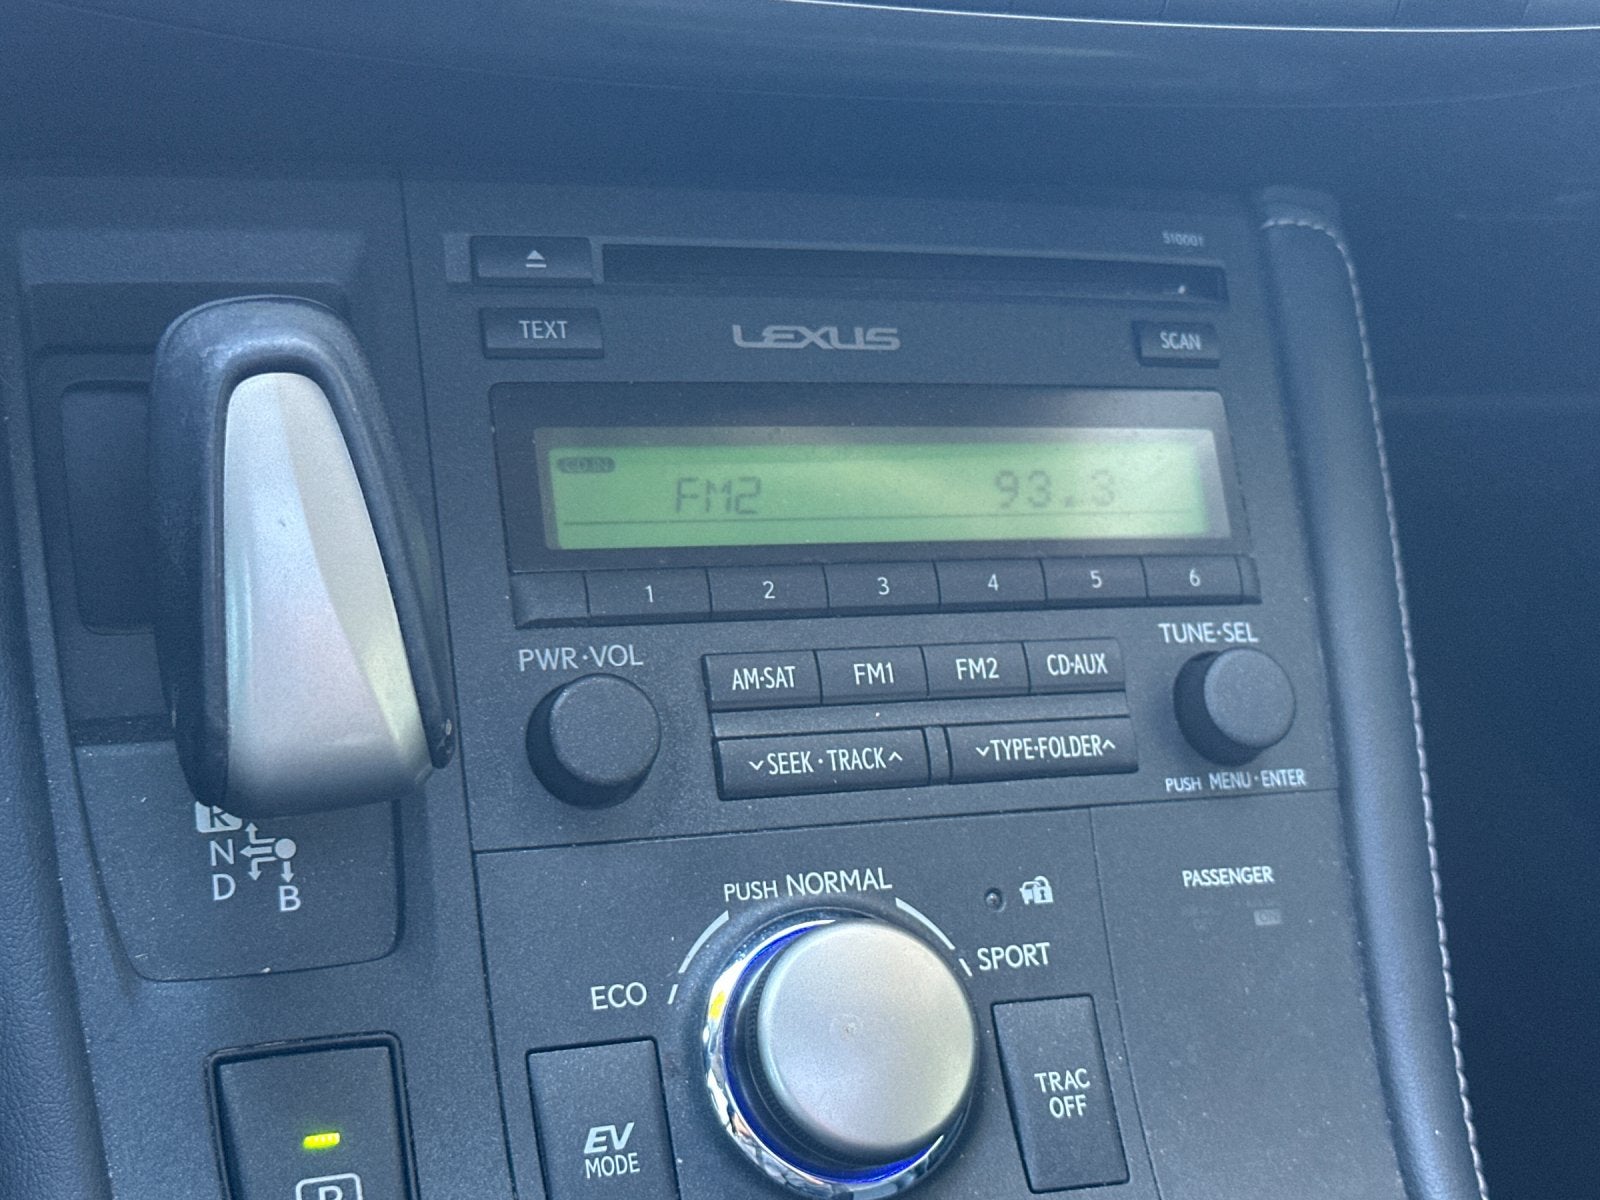 510001
TEXT
LEXUS
SCAN
CD IN
FM2 93.3
1 2 3 4 5 6
PWR·VOL
TUNE·SEL
AM·SAT FM1 FM2 CD·AUX
SEEK · TRACK TYPE·FOLDER
PUSH MENU · ENTER
R
N
D B
PUSH NORMAL
PASSENGER
ON
SPORT
ECO
TRAC
OFF
EV
MODE
P